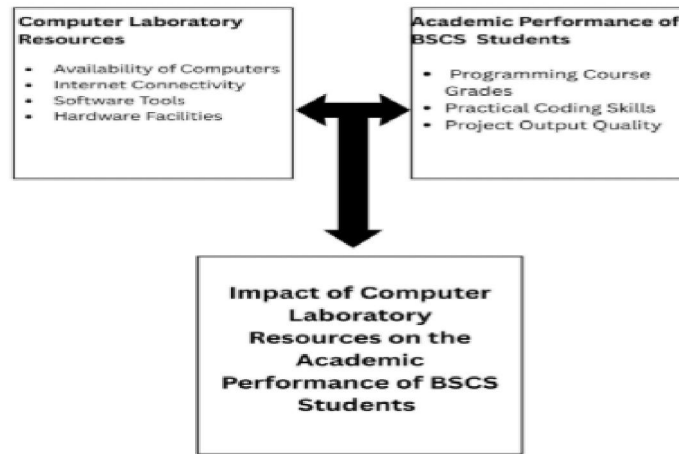 Computer Laboratory
Resources
• Availability of Computers
• Internet Connectivity
• Software Tools
• Hardware Facilities
Academic Performance of
BSCS Students
• Programming Course
Grades
• Practical Coding Skills
• Project Output Quality
Impact of Computer
Laboratory
Resources on the
Academic
Performance of BSCS
Students